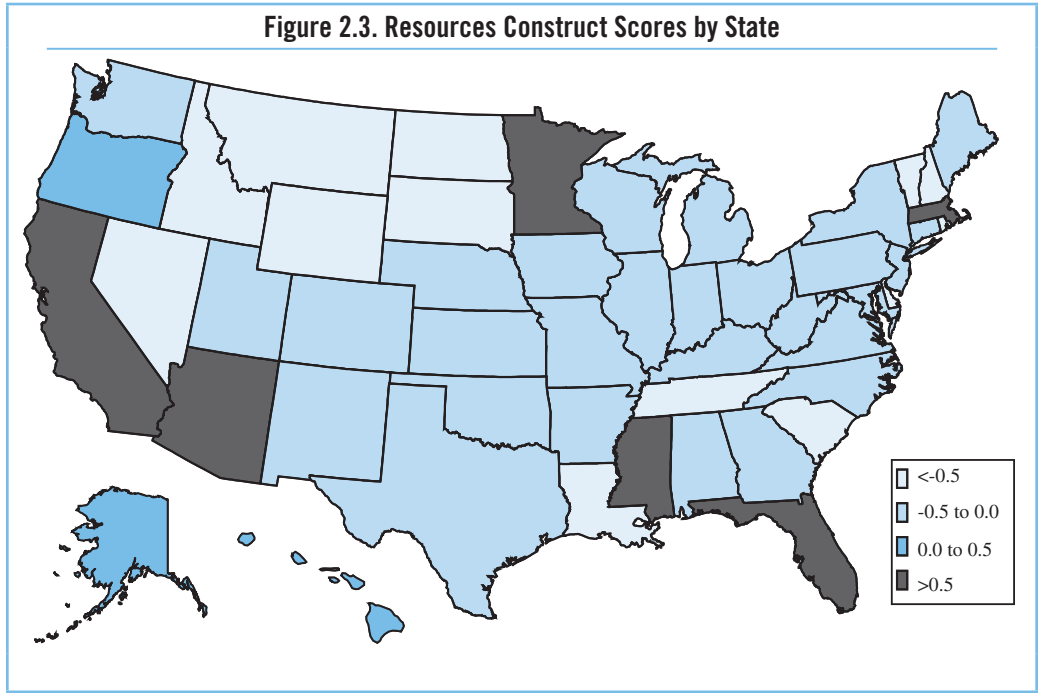 Figure 2.3. Resources Construct Scores by State
<-0.5
-0.5 to 0.0
0.0 to 0.5
>0.5